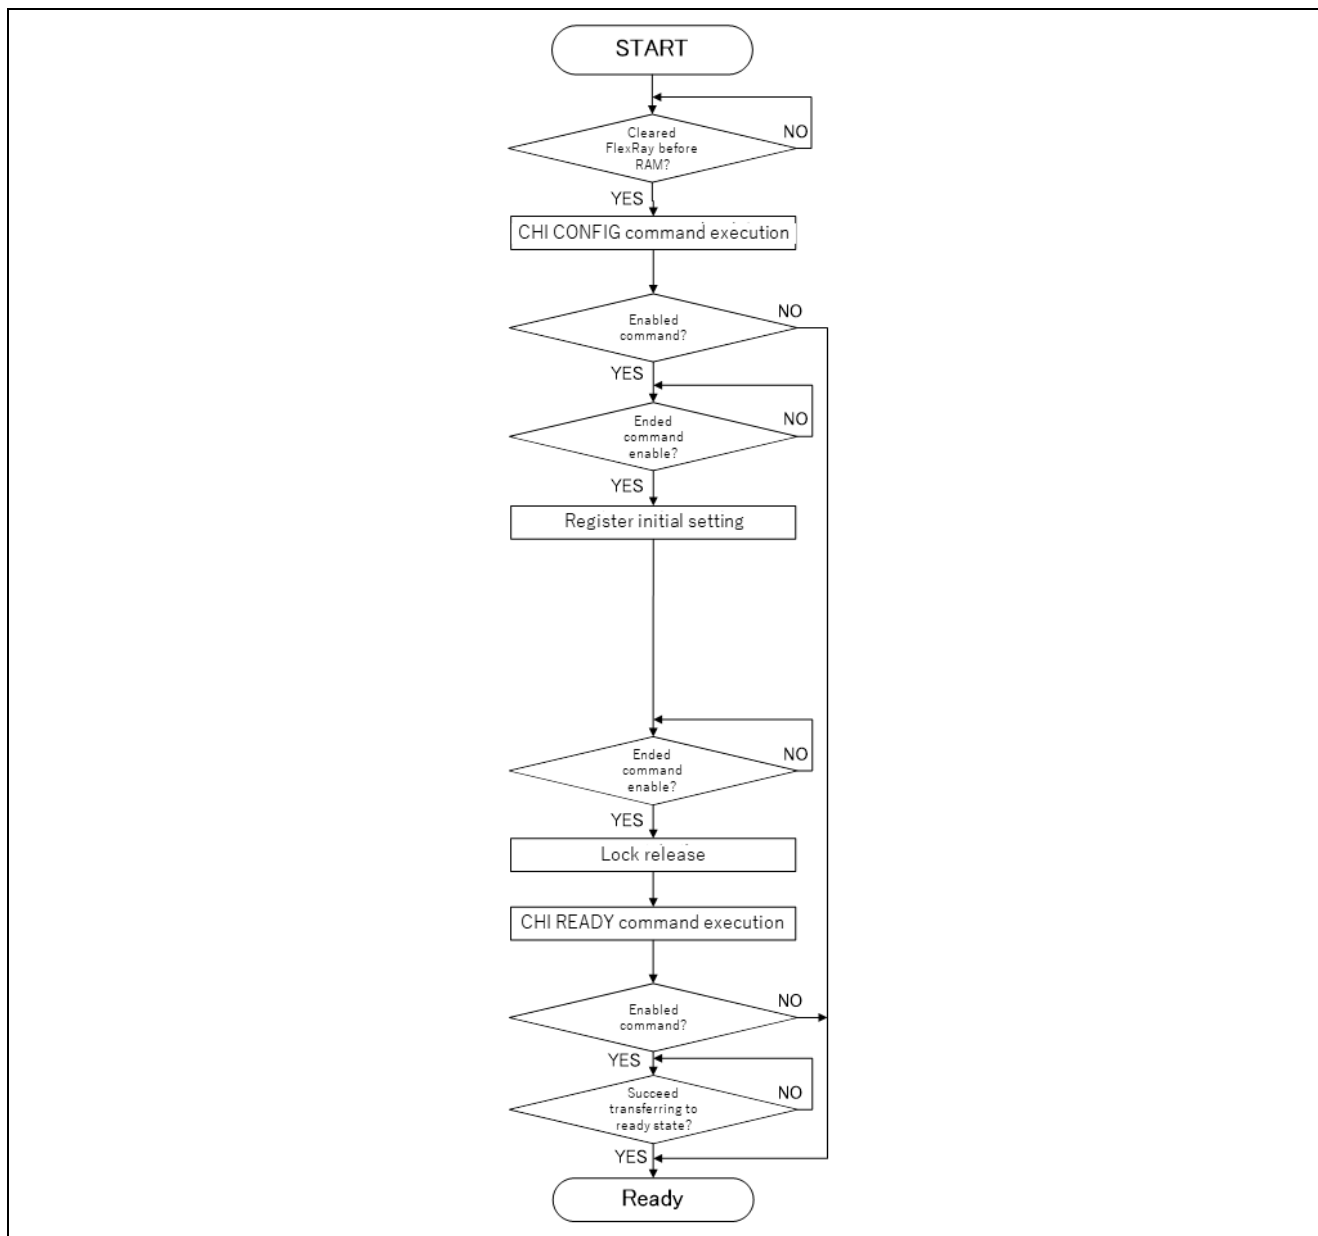 START
Cleared
FlexRay before
RAM?
NO
YES
CHI CONFIG command execution
Enabled
command?
NO
YES
Ended
command
enable?
NO
YES
Register initial setting
Ended
command
enable?
NO
YES
Lock release
CHI READY command execution
Enabled
command?
NO
YES
Succeed
transferring to
ready state?
NO
YES
Ready